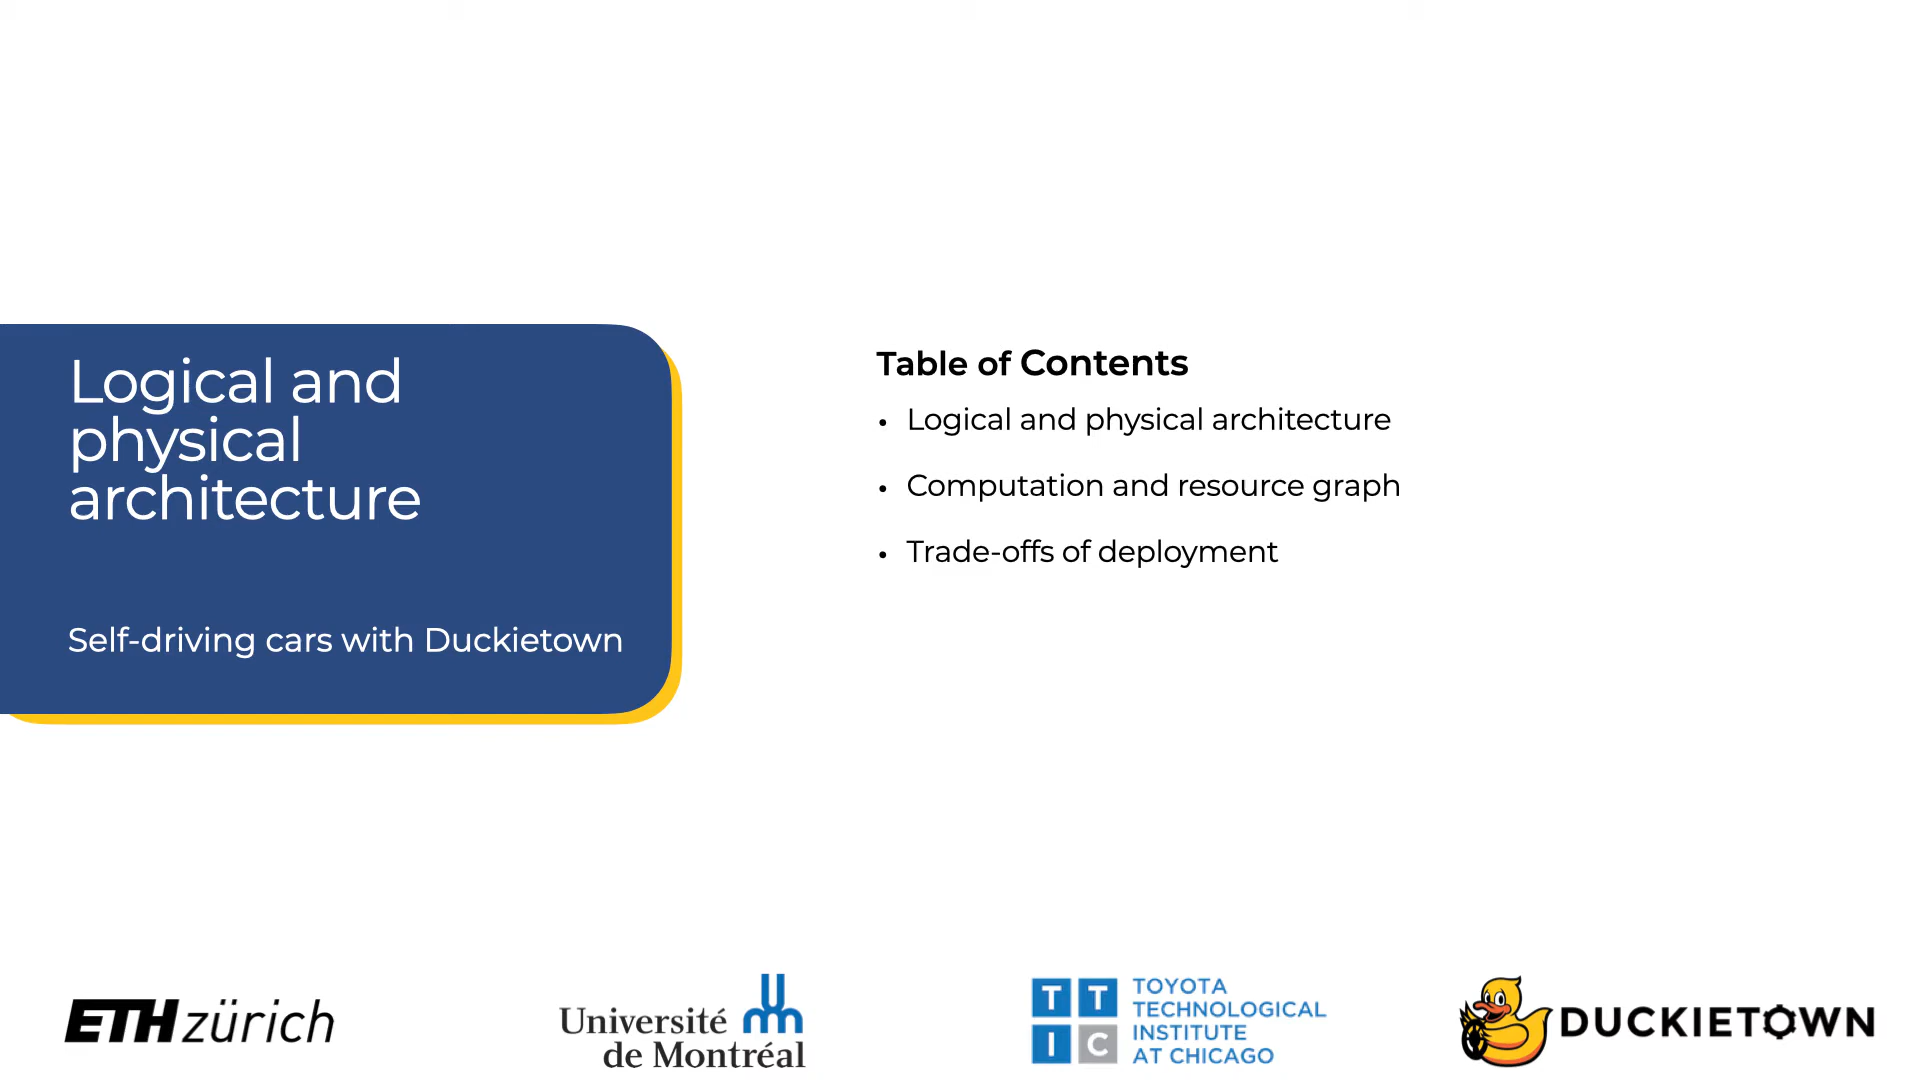 Logical and
physical
architecture
Self-driving cars with Duckietown
Table of Contents
• Logical and physical architecture
• Computation and resource graph
• Trade-offs of deployment
ETH zürich
Université
de Montréal
T T
I C
TOYOTA
TECHNOLOGICAL
INSTITUTE
AT CHICAGO
DUCKIETOWN